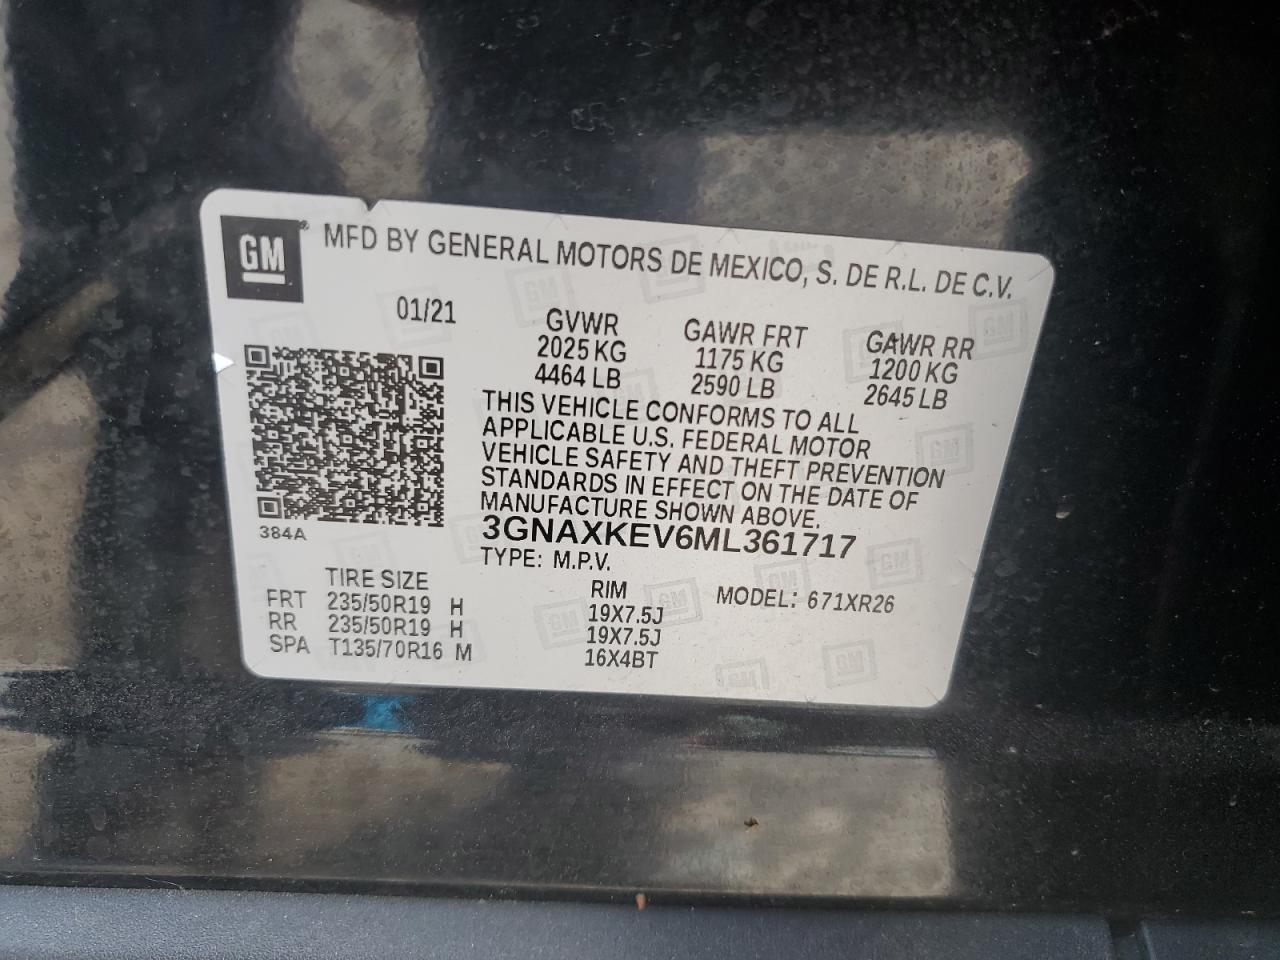 GM ® MFD BY GENERAL MOTORS DE MEXICO, S. DE R.L. DE C.V.
01/21
GVWR GAWR FRT GAWR RR
2025 KG 1175 KG 1200 KG
4464 LB 2590 LB 2645 LB
THIS VEHICLE CONFORMS TO ALL
APPLICABLE U.S. FEDERAL MOTOR
VEHICLE SAFETY AND THEFT PREVENTION
STANDARDS IN EFFECT ON THE DATE OF
MANUFACTURE SHOWN ABOVE.
384A
3GNAXKEV6ML361717
TYPE: M.P.V.
TIRE SIZE RIM MODEL: 671XR26
FRT 235/50R19 H 19X7.5J
RR 235/50R19 H 19X7.5J
SPA T135/70R16 M 16X4BT